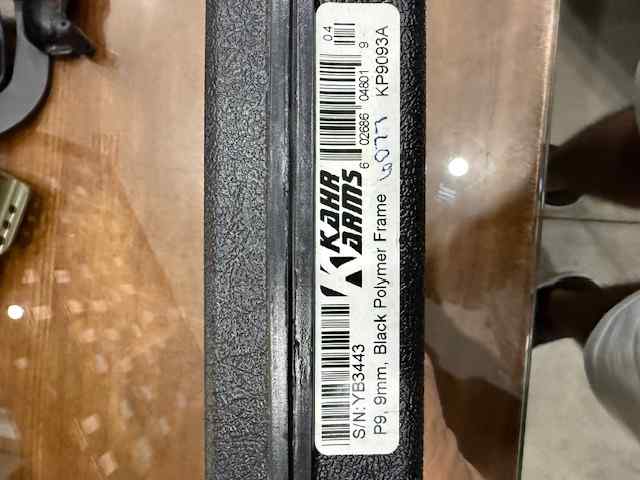 KAHR
ARMS
6 02686 04801 9
04
S/N:YB3443
P9, 9mm, Black Polymer Frame
KP9093A